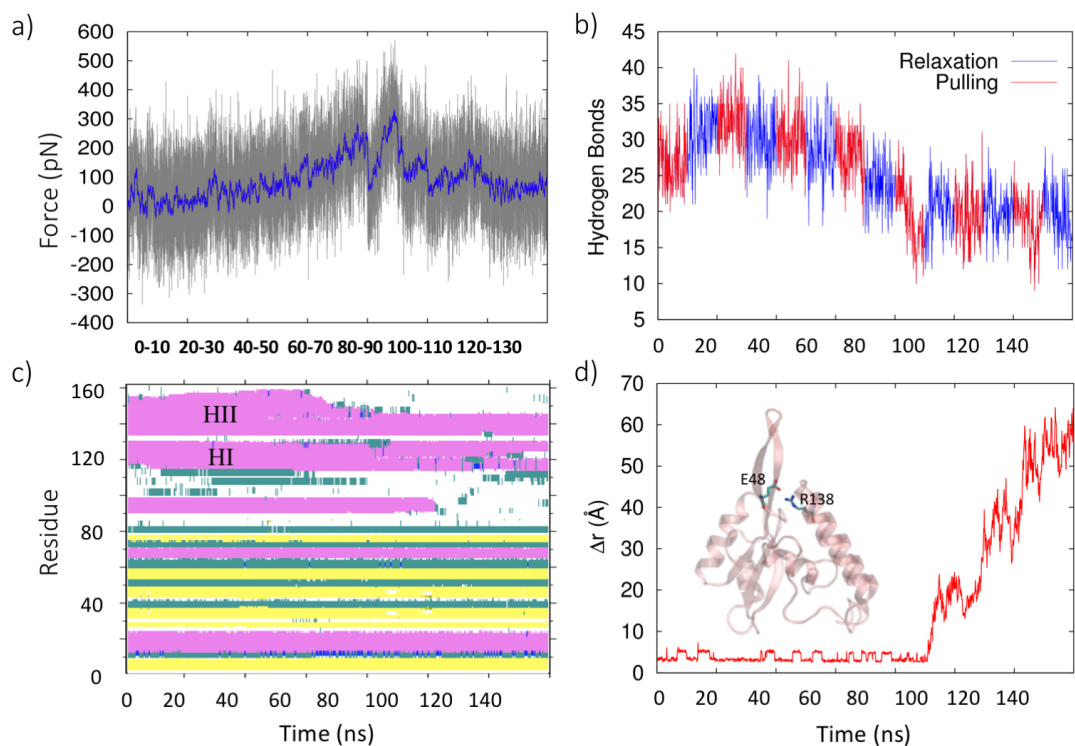 a)
Force (pN)
600
500
400
300
200
100
0
-100
-200
-300
-400
0-10 20-30 40-50 60-70 80-90 100-110 120-130
b)
Hydrogen Bonds
45
40
35
30
25
20
15
10
5
Relaxation
Pulling
0 20 40 60 80 100 120 140
c)
Residue
160
120
80
40
0
HII
HI
0 20 40 60 80 100 120 140
Time (ns)
d)
Δr (Å)
70
60
50
40
30
20
10
0
E48
R138
0 20 40 60 80 100 120 140
Time (ns)